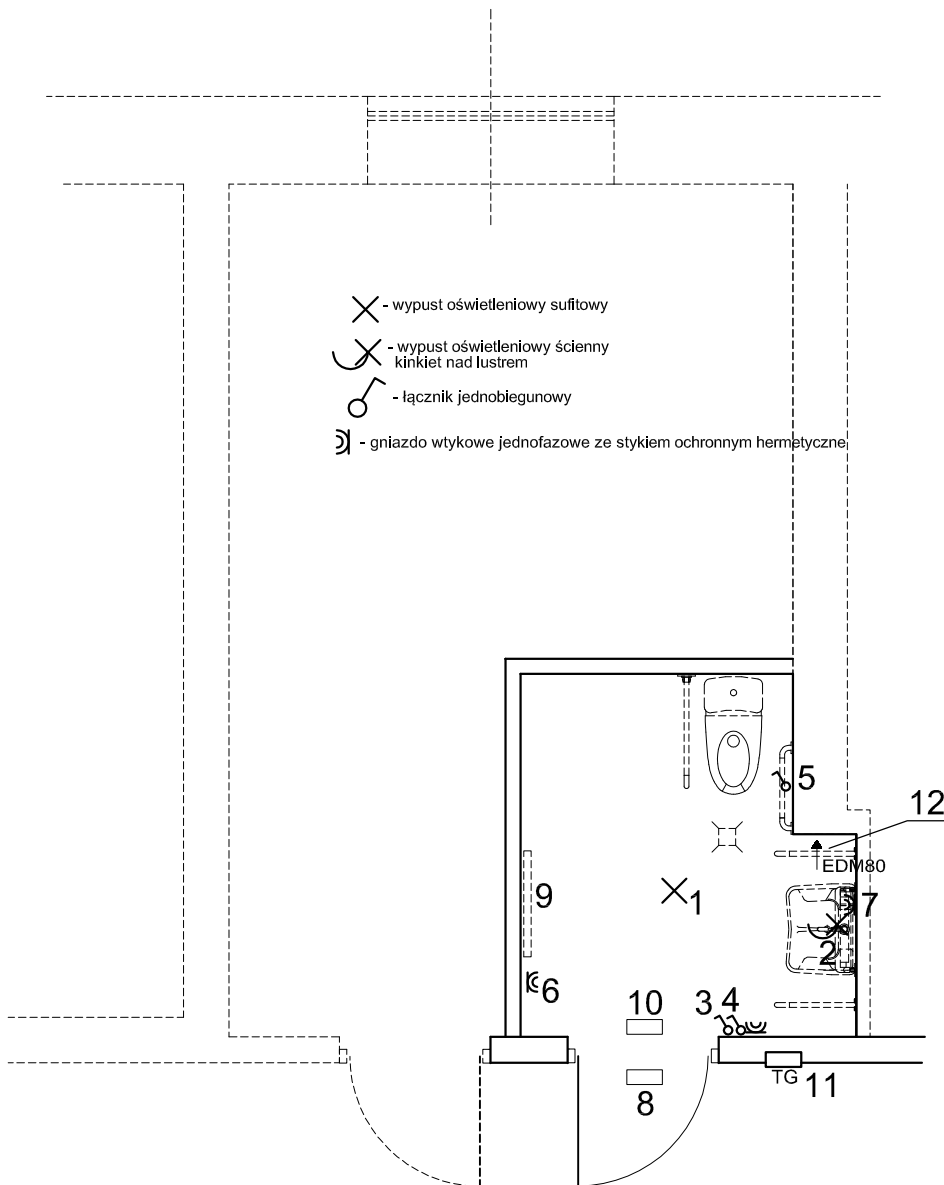 - wypust oświetleniowy sufitowy
- wypust oświetleniowy ścienny
kinkiet nad lustrem
- łącznik jednobiegunowy
- gniazdo wtykowe jednofazowe ze stykiem ochronnym hermetyczne
5
12
EDM80
9
1
7
2
6
10
3 4
8
TG 11